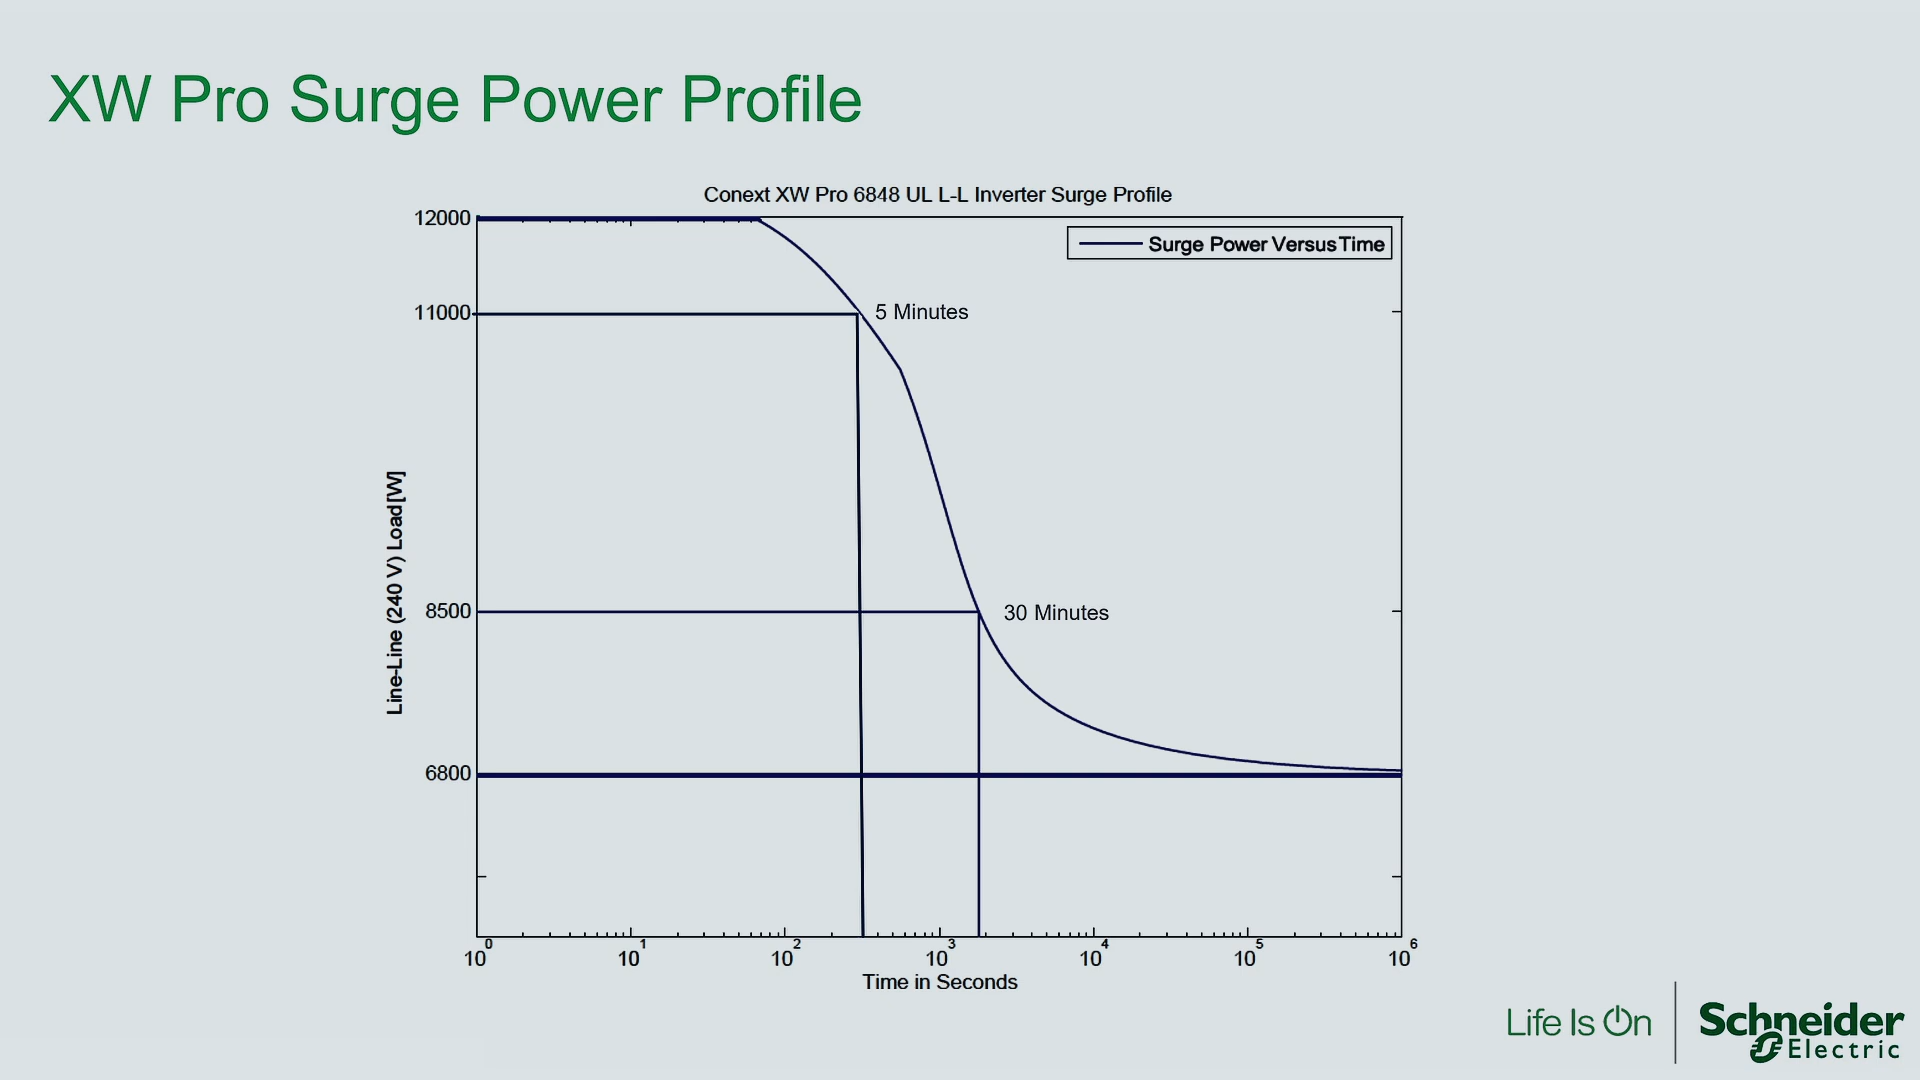 XW Pro Surge Power Profile
Conext XW Pro 6848 UL L-L Inverter Surge Profile
12000
Surge Power Versus Time
11000
5 Minutes
Line-Line (240 V) Load[W]
8500
30 Minutes
6800
10^0 10^1 10^2 10^3 10^4 10^5 10^6
Time in Seconds
Life Is On
Schneider
Electric